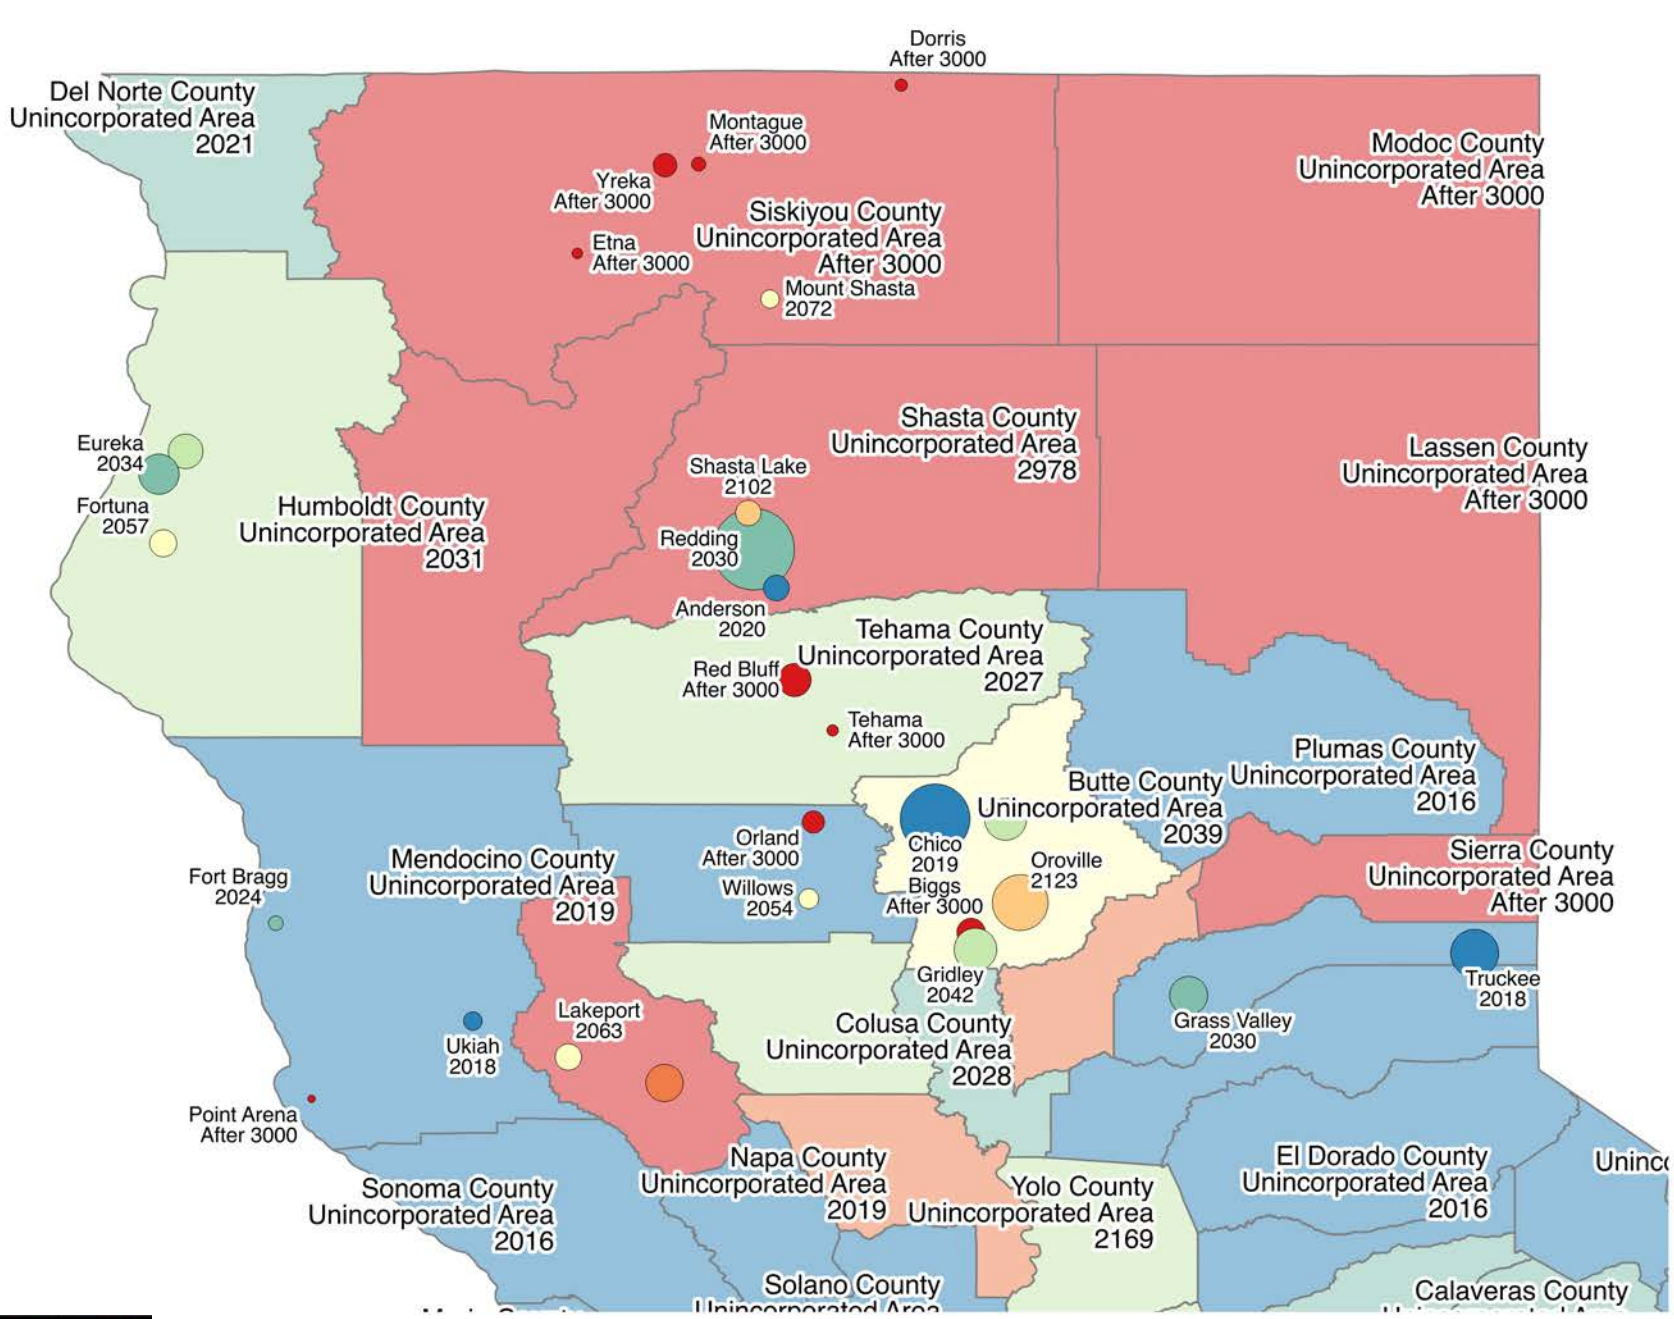 Dorris
After 3000
Del Norte County
Unincorporated Area
2021
Montague
After 3000
Modoc County
Unincorporated Area
After 3000
Yreka
After 3000
Siskiyou County
Unincorporated Area
After 3000
Etna
After 3000
Mount Shasta
2072
Shasta County
Unincorporated Area
2978
Lassen County
Unincorporated Area
After 3000
Eureka
2034
Shasta Lake
2102
Fortuna
2057
Humboldt County
Unincorporated Area
2031
Redding
2030
Anderson
2020
Tehama County
Unincorporated Area
2027
Red Bluff
After 3000
Tehama
After 3000
Plumas County
Unincorporated Area
2016
Butte County
Unincorporated Area
2039
Orland
After 3000
Chico
2019
Mendocino County
Unincorporated Area
2019
Oroville
2123
Sierra County
Unincorporated Area
After 3000
Fort Bragg
2024
Willows
2054
Biggs
After 3000
Gridley
2042
Truckee
2018
Lakeport
2063
Colusa County
Unincorporated Area
2028
Grass Valley
2030
Ukiah
2018
Point Arena
After 3000
Napa County
Unincorporated Area
2019
El Dorado County
Unincorporated Area
2016
Sonoma County
Unincorporated Area
2016
Yolo County
Unincorporated Area
2169
Solano County
Unincorporated Area
Calaveras County